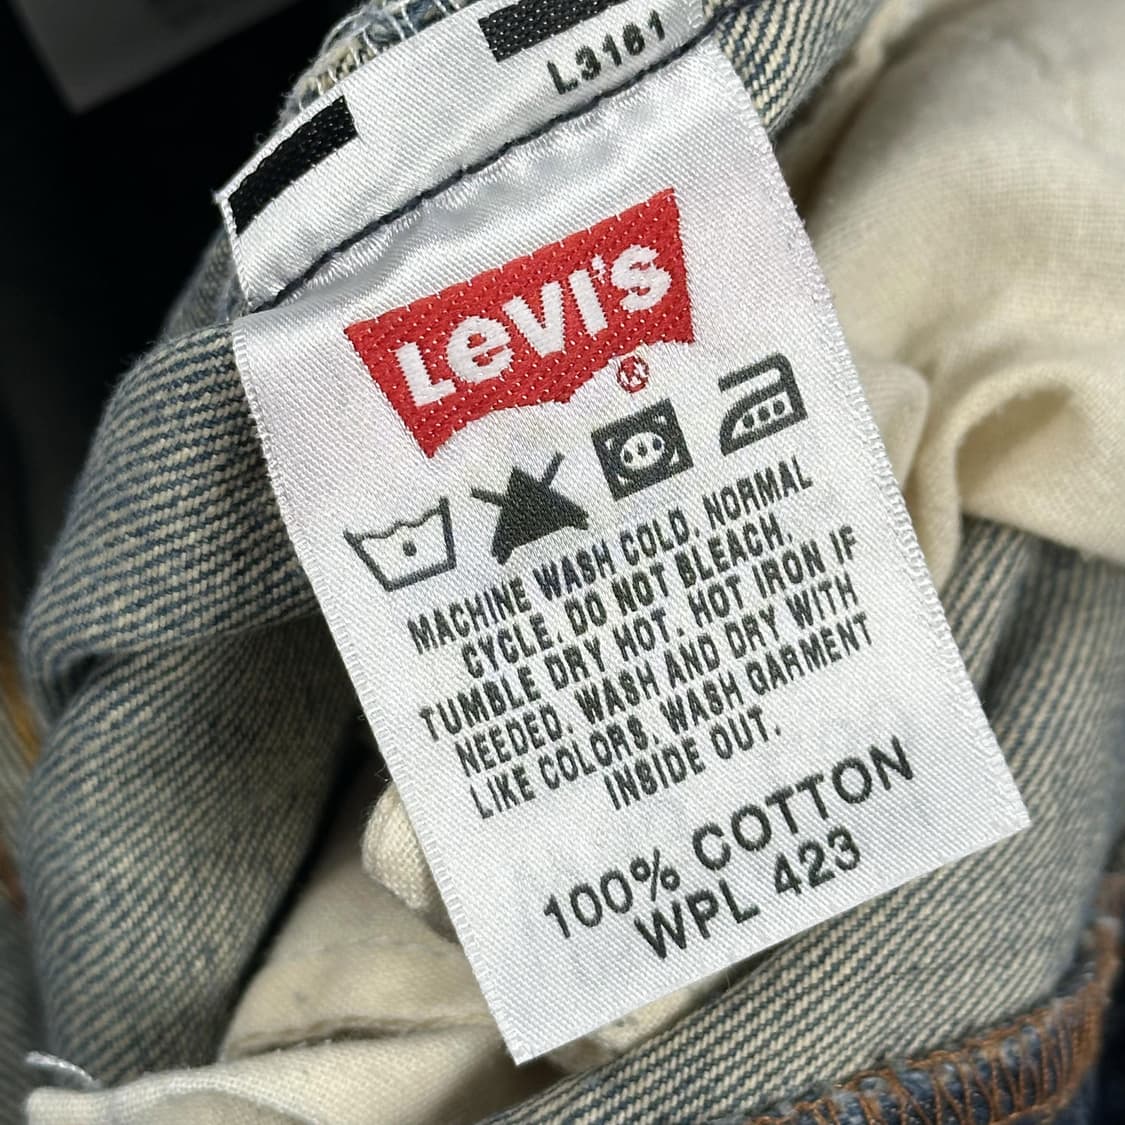 L3161
Levi's
®
MACHINE WASH COLD. NORMAL
CYCLE. DO NOT BLEACH.
TUMBLE DRY HOT. HOT IRON IF
NEEDED. WASH AND DRY WITH
LIKE COLORS. WASH GARMENT
INSIDE OUT.
100% COTTON
WPL 423